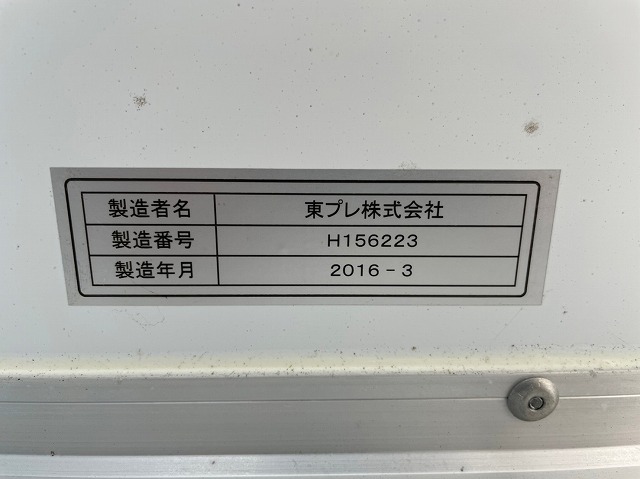 製造者名 東プレ株式会社
製造番号 H156223
製造年月 2016-3